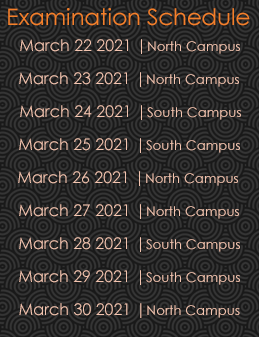 Examination Schedule
March 22 2021 | North Campus
March 23 2021 | North Campus
March 24 2021 | South Campus
March 25 2021 | South Campus
March 26 2021 | North Campus
March 27 2021 | North Campus
March 28 2021 | South Campus
March 29 2021 | South Campus
March 30 2021 | North Campus